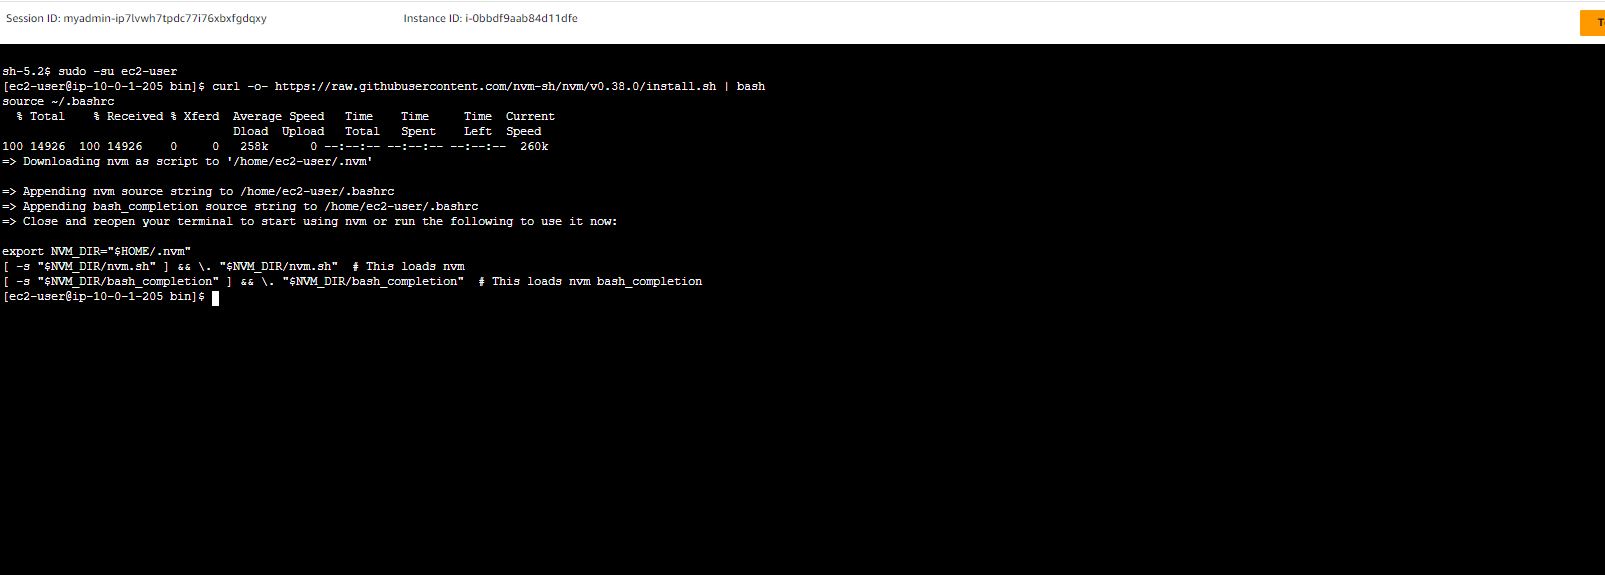 Session ID: myadmin-ip7lvwh7tpdc77i76xbxfgdqxy Instance ID: i-0bbdf9aab84d11dfe
sh-5.2$ sudo -su ec2-user
[ec2-user@ip-10-0-1-205 bin]$ curl -o- https://raw.githubusercontent.com/nvm-sh/nvm/v0.38.0/install.sh | bash
source ~/.bashrc
  % Total    % Received % Xferd  Average Speed   Time    Time     Time  Current
                                 Dload  Upload   Total   Spent    Left  Speed
100 14926  100 14926    0     0   258k      0 --:--:-- --:--:-- --:--:--  260k
=> Downloading nvm as script to '/home/ec2-user/.nvm'
=> Appending nvm source string to /home/ec2-user/.bashrc
=> Appending bash_completion source string to /home/ec2-user/.bashrc
=> Close and reopen your terminal to start using nvm or run the following to use it now:
export NVM_DIR="$HOME/.nvm"
[ -s "$NVM_DIR/nvm.sh" ] && \. "$NVM_DIR/nvm.sh"  # This loads nvm
[ -s "$NVM_DIR/bash_completion" ] && \. "$NVM_DIR/bash_completion"  # This loads nvm bash_completion
[ec2-user@ip-10-0-1-205 bin]$